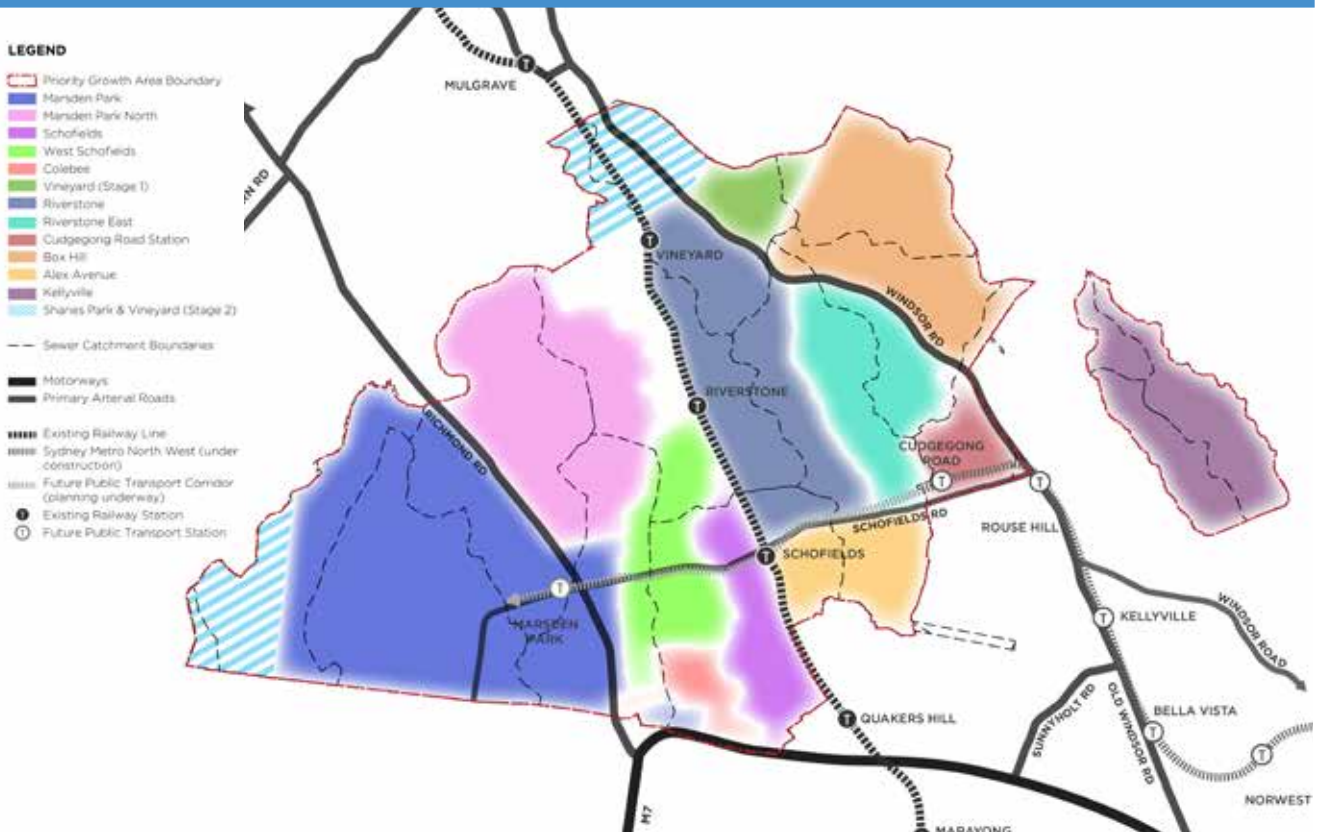 LEGEND
Priority Growth Area Boundary
Marsden Park
Marsden Park North
Schofields
West Schofields
Colebee
Vineyard (Stage 1)
Riverstone
Riverstone East
Cudgegong Road Station
Box Hill
Alex Avenue
Kellyville
Shanes Park & Vineyard (Stage 2)
Sewer Catchment Boundaries
Motorways
Primary Arterial Roads
Existing Railway Line
Sydney Metro North West (under
construction)
Future Public Transport Corridor
(planning underway)
T Existing Railway Station
T Future Public Transport Station
T
MULGRAVE
N RD
T
VINEYARD
WINDSOR RD
T
RIVERSTONE
RICHMOND RD
CUDGEGONG
ROAD
T
T
SCHOFIELDS RD
ROUSE HILL
T
SCHOFIELDS
T
MARSDEN
PARK
T
KELLYVILLE
WINDSOR ROAD
SUNNYHOLT RD
OLD WINDSOR RD
T
BELLA VISTA
T
QUAKERS HILL
T
NORWEST
M7
MARAYONG